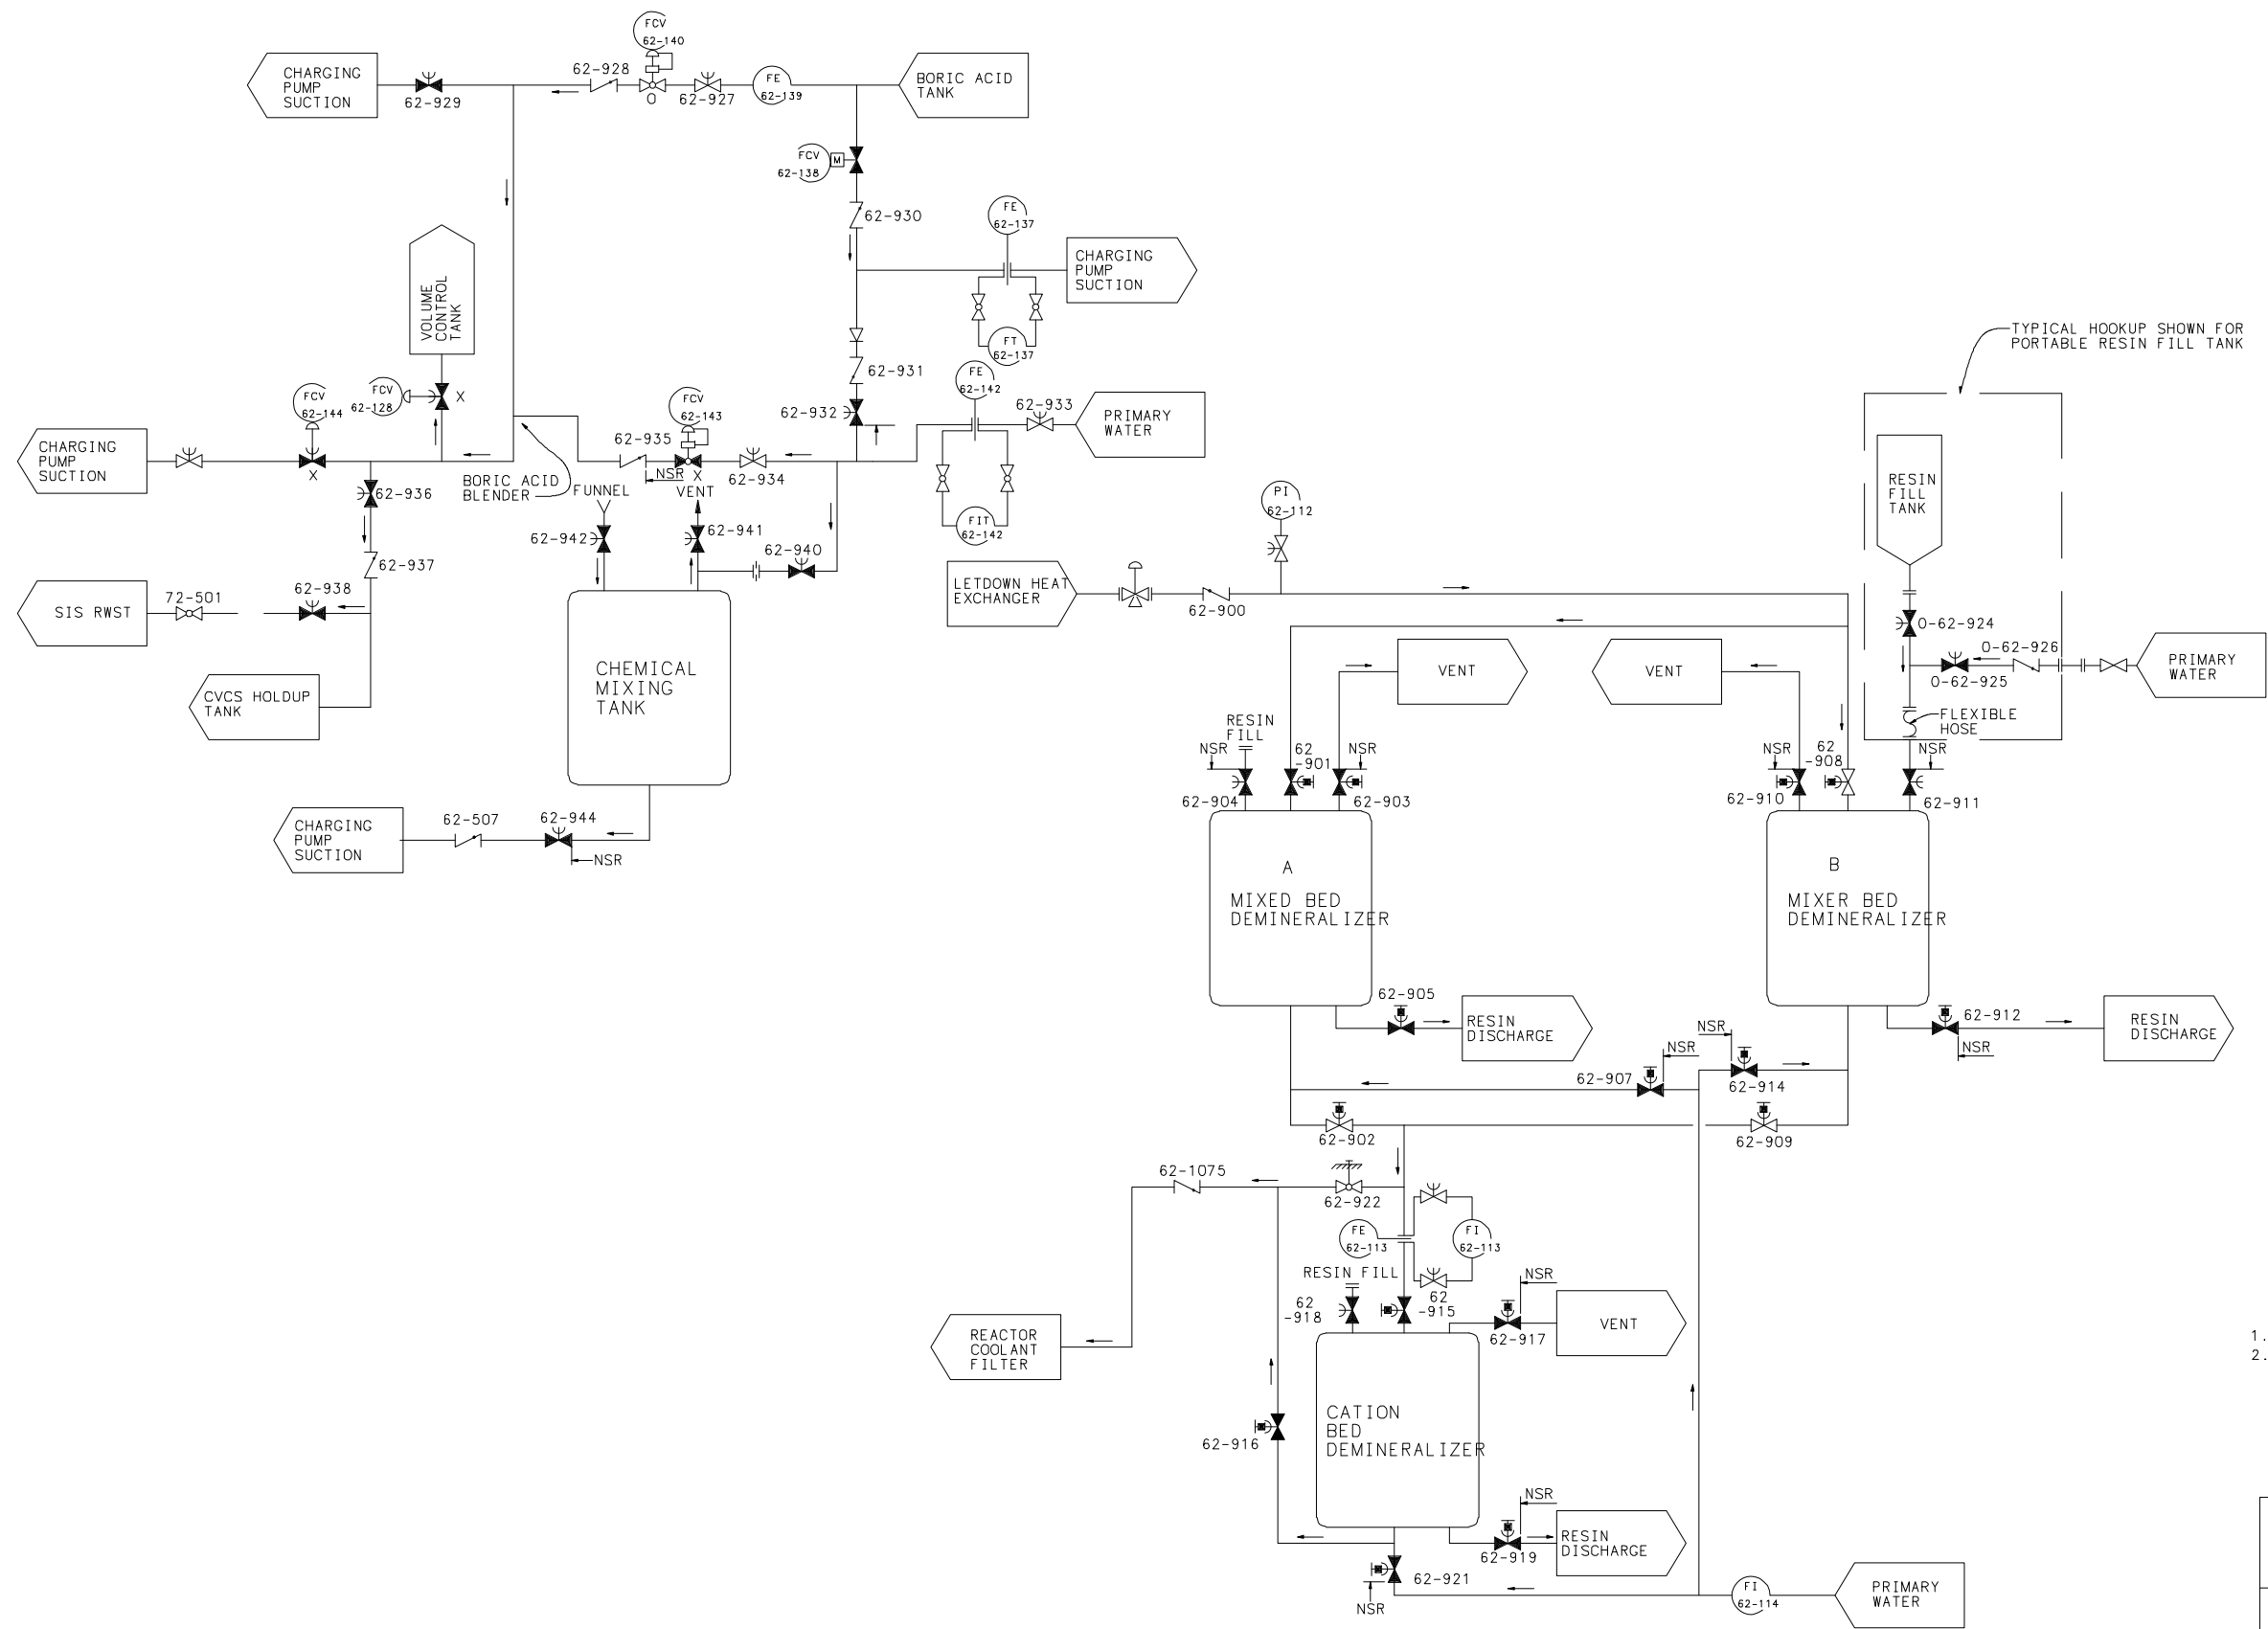 FCV
62-140
CHARGING
PUMP
SUCTION
62-929
62-928
O
62-927
FE
62-139
BORIC ACID
TANK
FCV
62-138
M
62-930
FE
62-137
CHARGING
PUMP
SUCTION
FT
62-137
VOLUME
CONTROL
TANK
FCV
62-128
X
FCV
62-144
X
CHARGING
PUMP
SUCTION
62-931
62-932
FCV
62-143
62-935
NSR
X
62-934
FE
62-142
62-933
PRIMARY
WATER
FIT
62-142
BORIC ACID
BLENDER
62-936
62-937
FUNNEL
VENT
62-942
62-941
62-940
SIS RWST
72-501
62-938
CVCS HOLDUP
TANK
CHEMICAL
MIXING
TANK
CHARGING
PUMP
SUCTION
62-507
62-944
NSR
PI
62-112
LETDOWN HEAT
EXCHANGER
62-900
TYPICAL HOOKUP SHOWN FOR
PORTABLE RESIN FILL TANK
RESIN
FILL
TANK
0-62-924
0-62-926
0-62-925
PRIMARY
WATER
FLEXIBLE
HOSE
VENT
VENT
RESIN
FILL
NSR
62
-901
NSR
62-904
62-903
NSR
62
-908
NSR
62-910
62-911
A
MIXED BED
DEMINERALIZER
B
MIXER BED
DEMINERALIZER
62-905
RESIN
DISCHARGE
62-912
NSR
RESIN
DISCHARGE
NSR
NSR
62-907
62-914
62-902
62-909
62-1075
62-922
FE
62-113
FI
62-113
RESIN FILL
62
-918
62
-915
NSR
62-917
VENT
REACTOR
COOLANT
FILTER
CATION
BED
DEMINERALIZER
62-916
NSR
62-919
RESIN
DISCHARGE
62-921
NSR
FI
62-114
PRIMARY
WATER
1.
2.